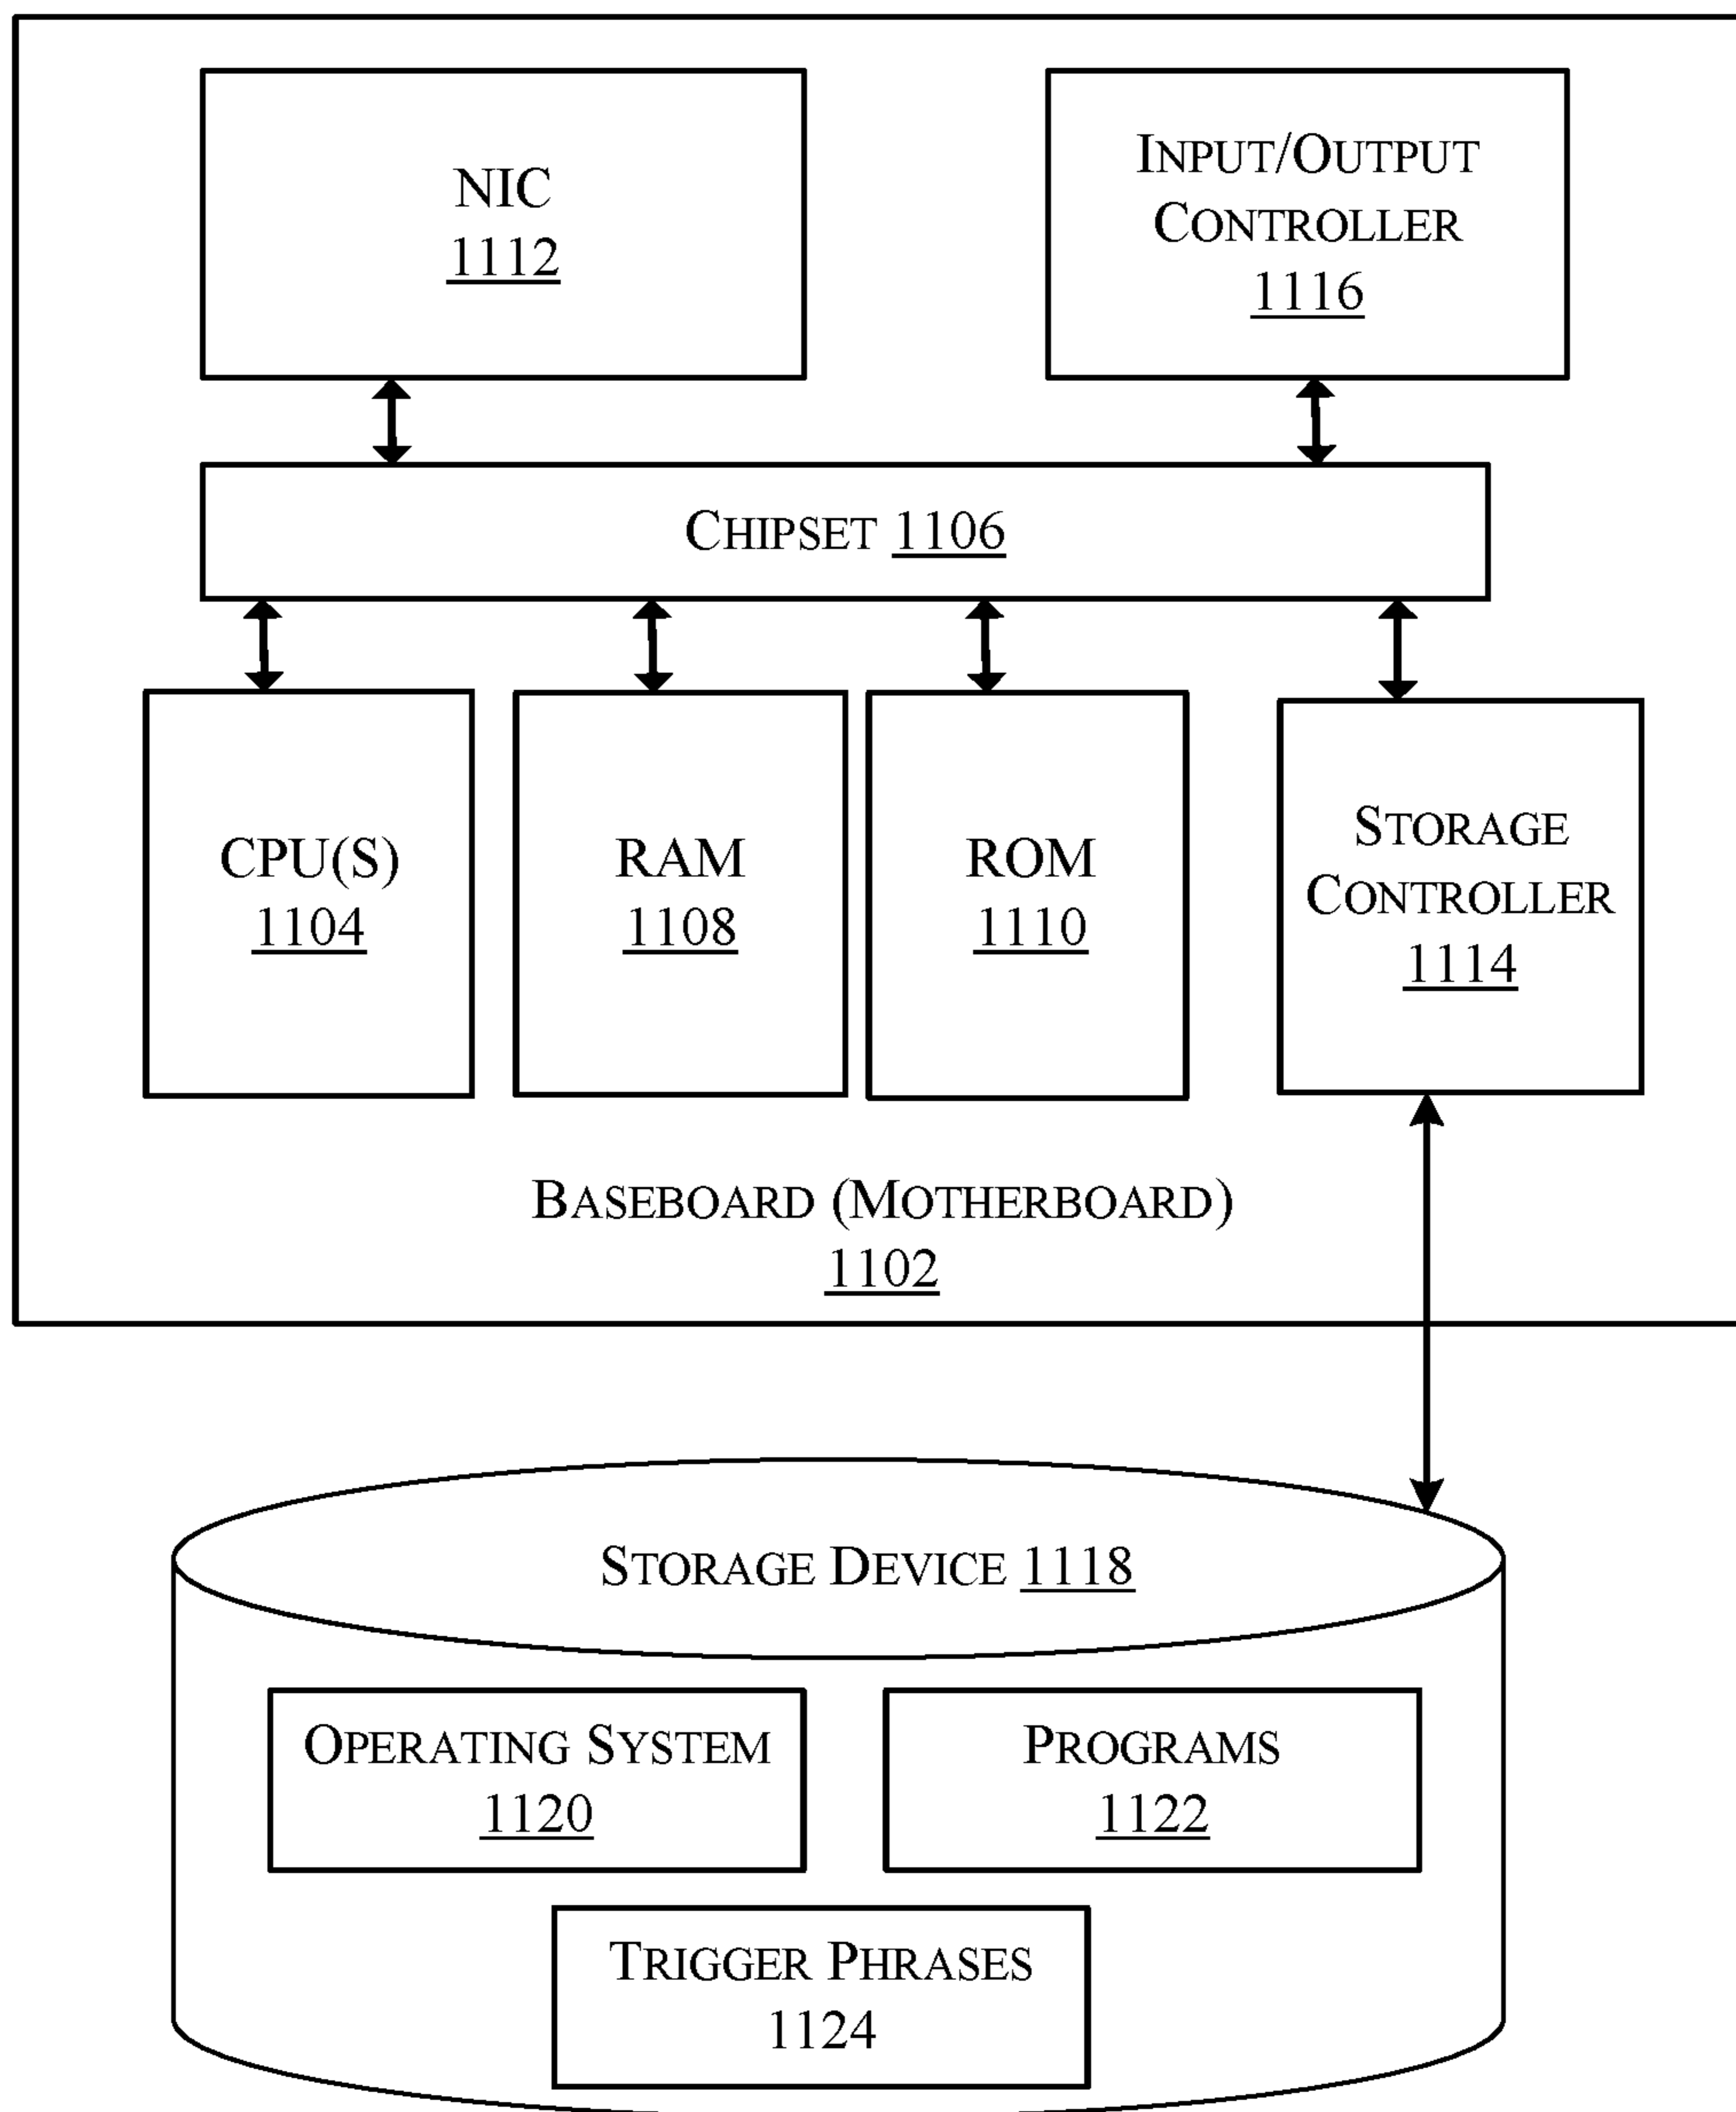 NIC
1112
INPUT/OUTPUT
CONTROLLER
1116
CHIPSET 1106
CPU(S)
1104
RAM
1108
ROM
1110
STORAGE
CONTROLLER
1114
BASEBOARD (MOTHERBOARD)
1102
STORAGE DEVICE 1118
OPERATING SYSTEM
1120
PROGRAMS
1122
TRIGGER PHRASES
1124